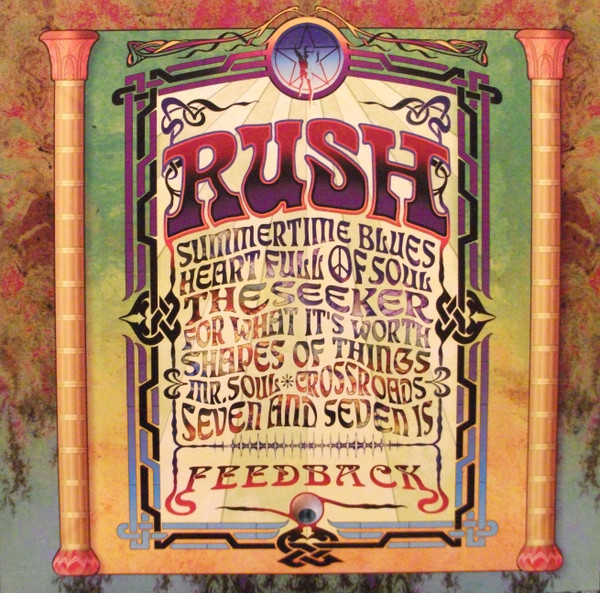 RUSH
SUMMERTIME BLUES
HEART FULL OF SOUL
THE SEEKER
FOR WHAT IT'S WORTH
SHAPES OF THINGS
MR. SOUL*CROSSROADS
SEVEN AND SEVEN IS
FEEDBACK